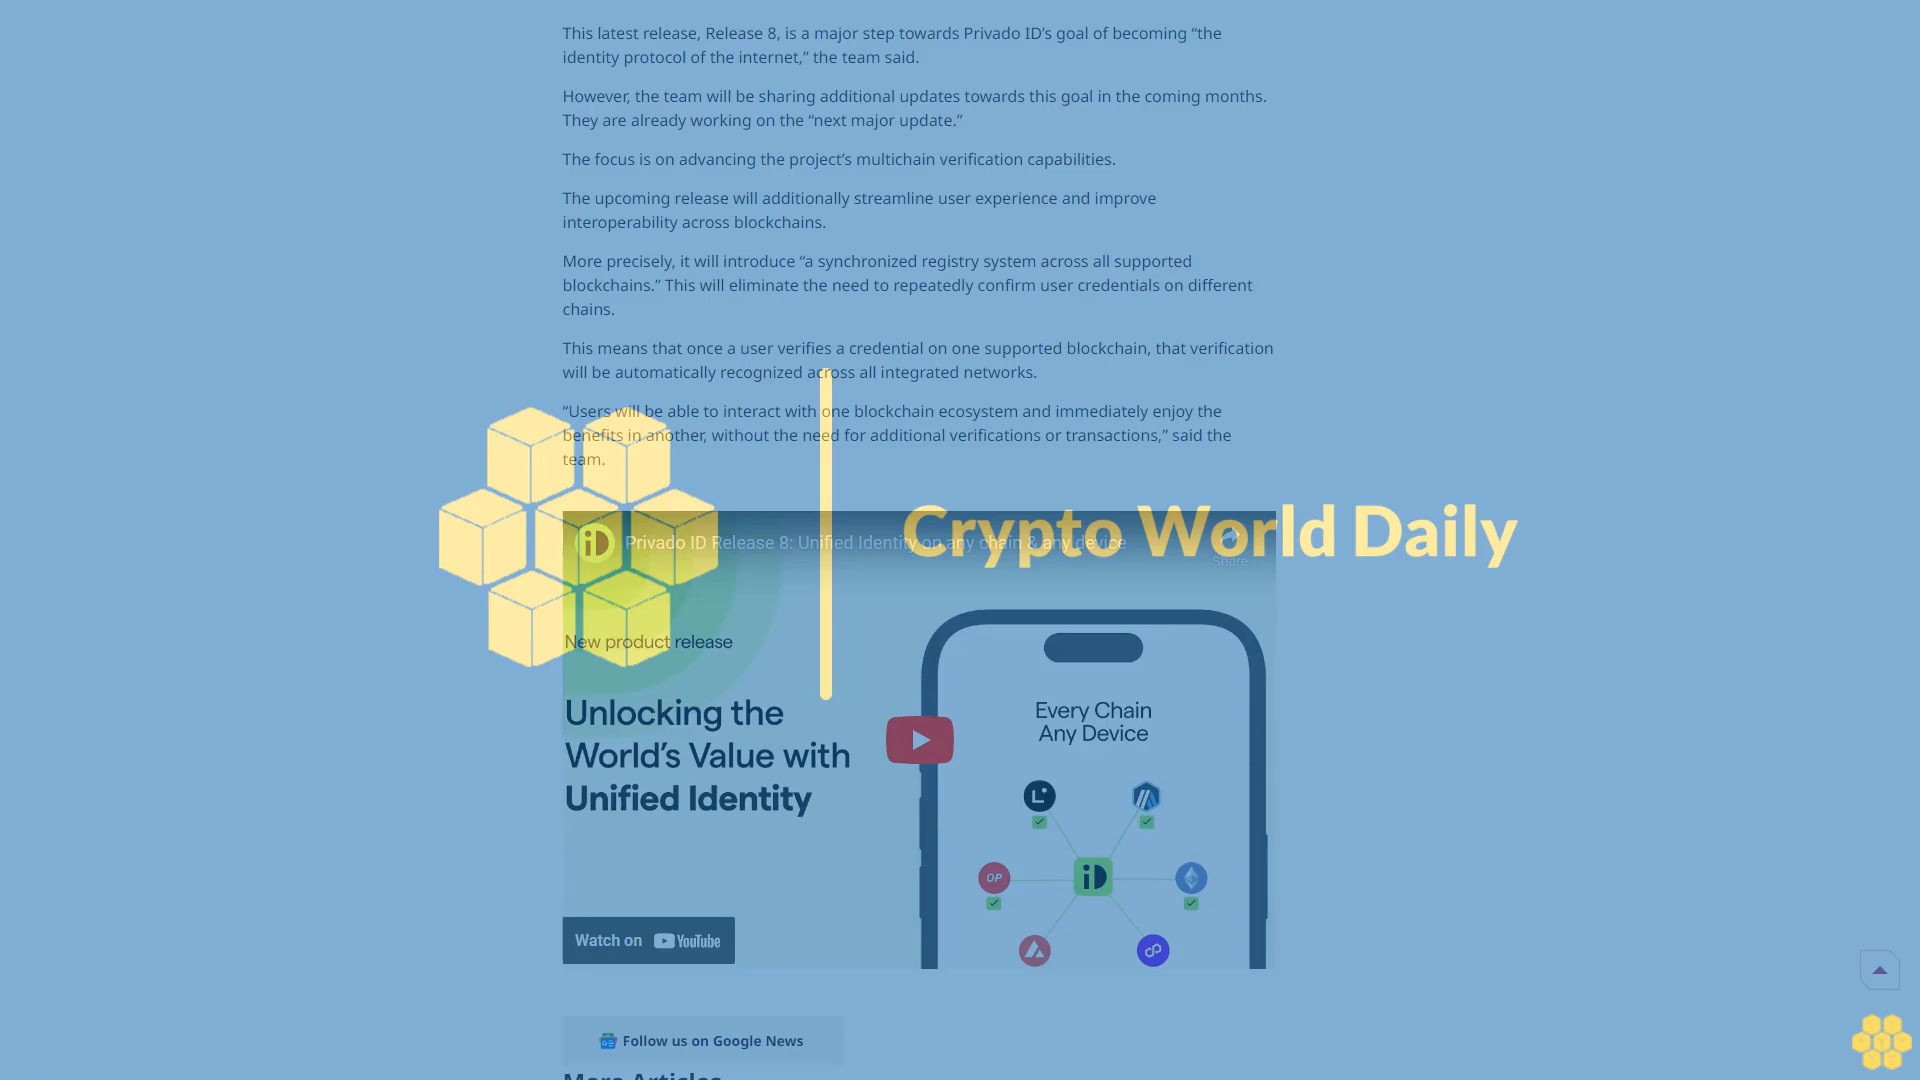 This latest release, Release 8, is a major step towards Privado ID’s goal of becoming “the
identity protocol of the internet,” the team said.
However, the team will be sharing additional updates towards this goal in the coming months.
They are already working on the “next major update.”
The focus is on advancing the project’s multichain verification capabilities.
The upcoming release will additionally streamline user experience and improve
interoperability across blockchains.
More precisely, it will introduce “a synchronized registry system across all supported
blockchains.” This will eliminate the need to repeatedly confirm user credentials on different
chains.
This means that once a user verifies a credential on one supported blockchain, that verification
will be automatically recognized across all integrated networks.
“Users will be able to interact with one blockchain ecosystem and immediately enjoy the
benefits in another, without the need for additional verifications or transactions,” said the
team.
Crypto World Daily
iD
Privado ID Release 8: Unified Identity on any chain & any device
Share
New product release
Unlocking the
World’s Value with
Unified Identity
Every Chain
Any Device
L
OP
iD
Watch on YouTube
Follow us on Google News
More Articles